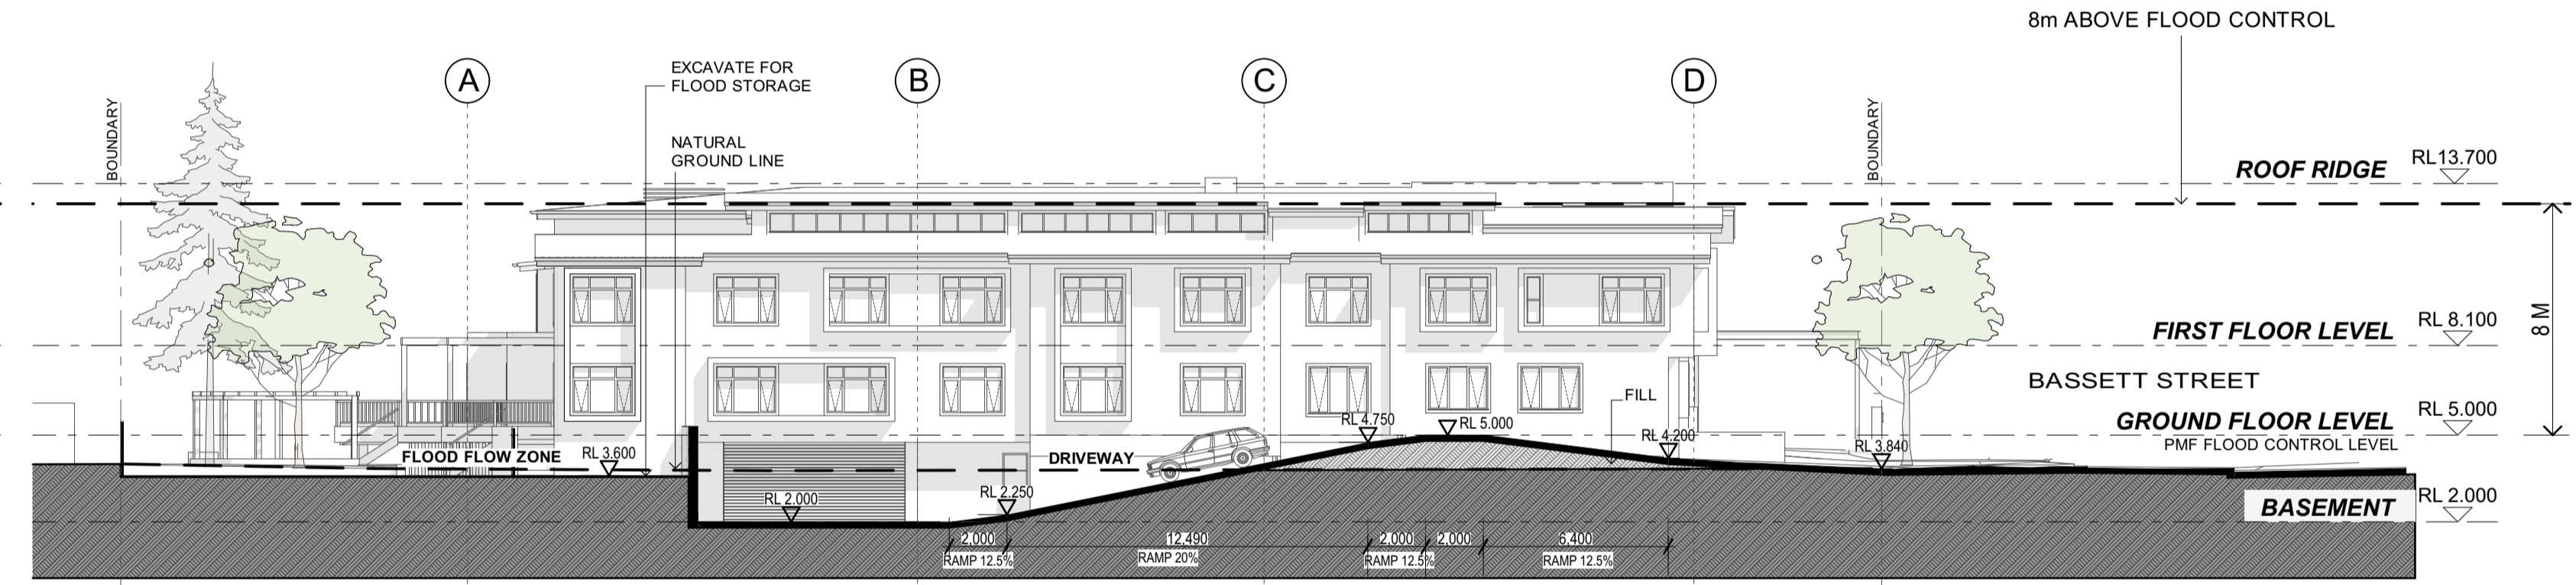 8m ABOVE FLOOD CONTROL
A
B
C
D
EXCAVATE FOR
FLOOD STORAGE
NATURAL
GROUND LINE
BOUNDARY
BOUNDARY
ROOF RIDGE
RL13.700
FIRST FLOOR LEVEL
RL 8.100
8 M
BASSETT STREET
FILL
GROUND FLOOR LEVEL
RL 5.000
PMF FLOOD CONTROL LEVEL
RL 4.750
RL 5.000
RL 4.200
RL 3.840
FLOOD FLOW ZONE
RL 3.600
DRIVEWAY
RL 2.000
RL 2.250
BASEMENT
RL 2.000
2,000
12,490
2,000
2,000
6,400
RAMP 12.5%
RAMP 20%
RAMP 12.5%
RAMP 12.5%